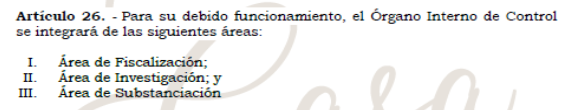 Artículo 26. - Para su debido funcionamiento, el Órgano Interno de Control
se integrará de las siguientes áreas:
I. Área de Fiscalización;
II. Área de Investigación; y
III. Área de Substanciación